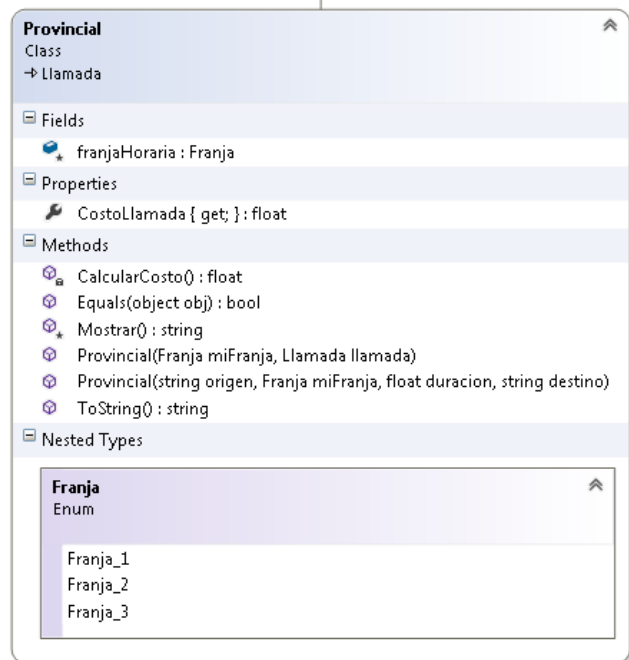 Provincial
Class
Llamada
Fields
franjaHoraria : Franja
Properties
CostoLlamada { get; } : float
Methods
CalcularCosto() : float
Equals(object obj) : bool
Mostrar() : string
Provincial(Franja miFranja, Llamada llamada)
Provincial(string origen, Franja miFranja, float duracion, string destino)
ToString() : string
Nested Types
Franja
Enum
Franja_1
Franja_2
Franja_3